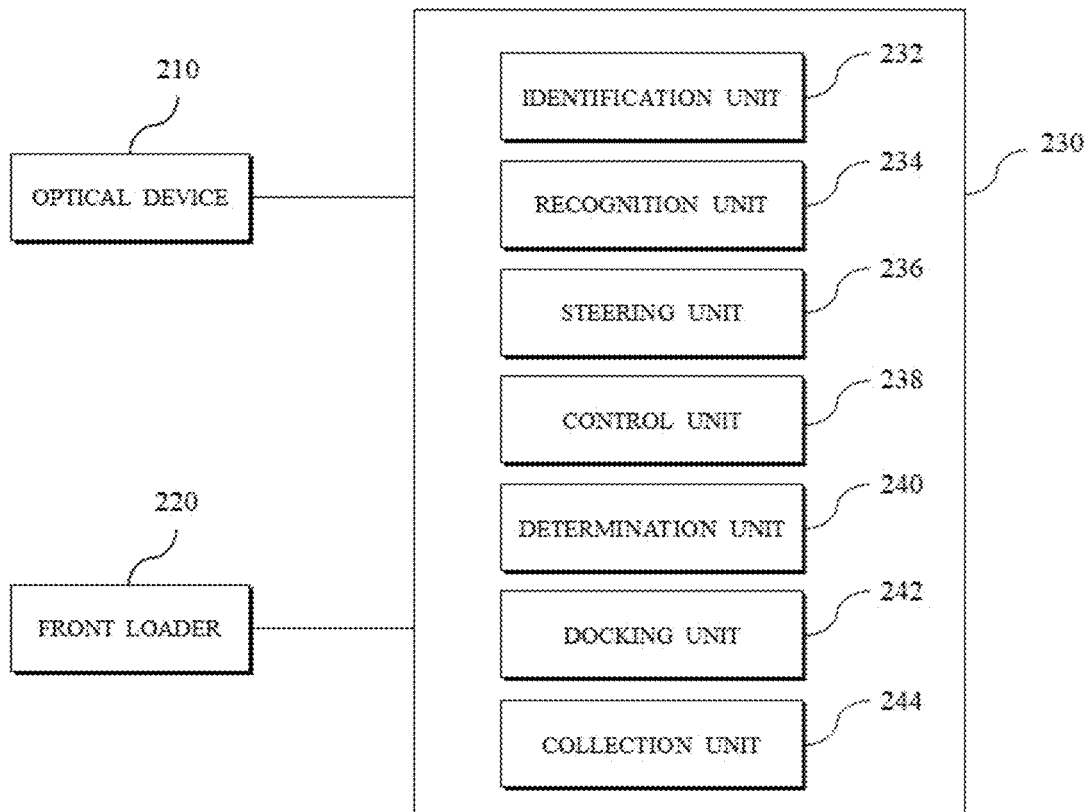 210
OPTICAL DEVICE
220
FRONT LOADER
230
232
IDENTIFICATION UNIT
234
RECOGNITION UNIT
236
STEERING UNIT
238
CONTROL UNIT
240
DETERMINATION UNIT
242
DOCKING UNIT
244
COLLECTION UNIT